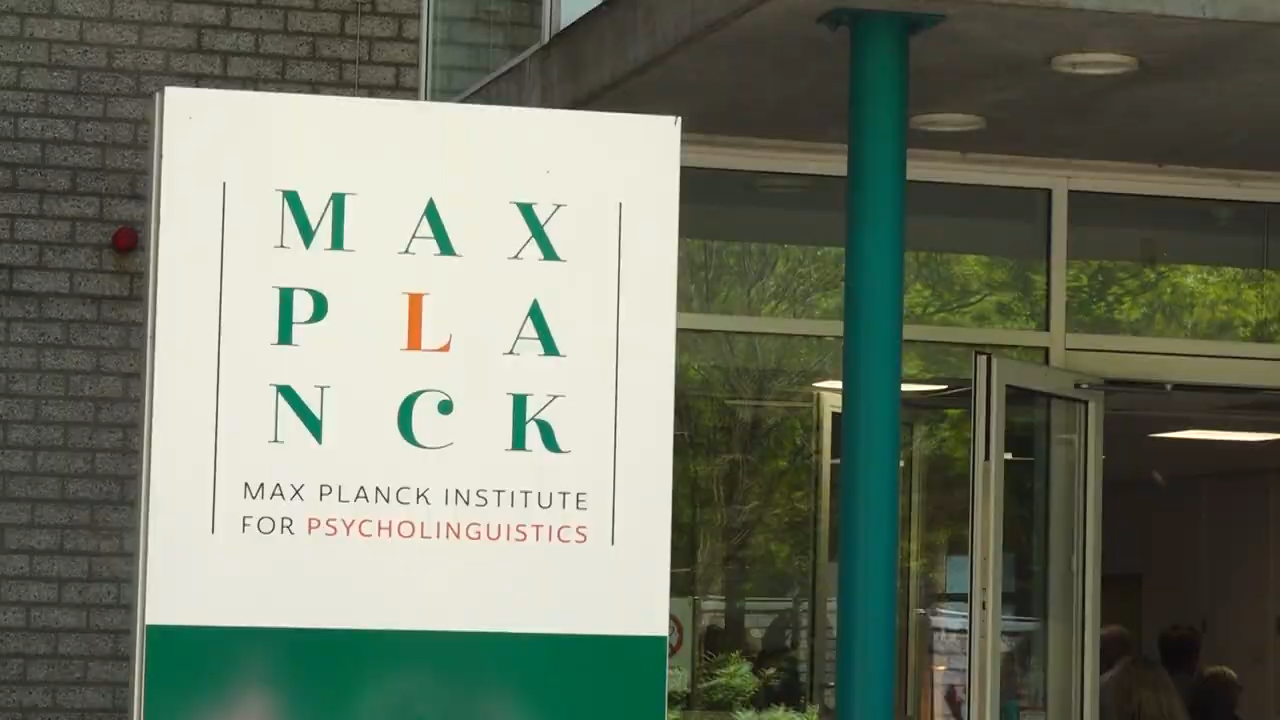 MAX
PLA
NCK
MAX PLANCK INSTITUTE
FOR PSYCHOLINGUISTICS